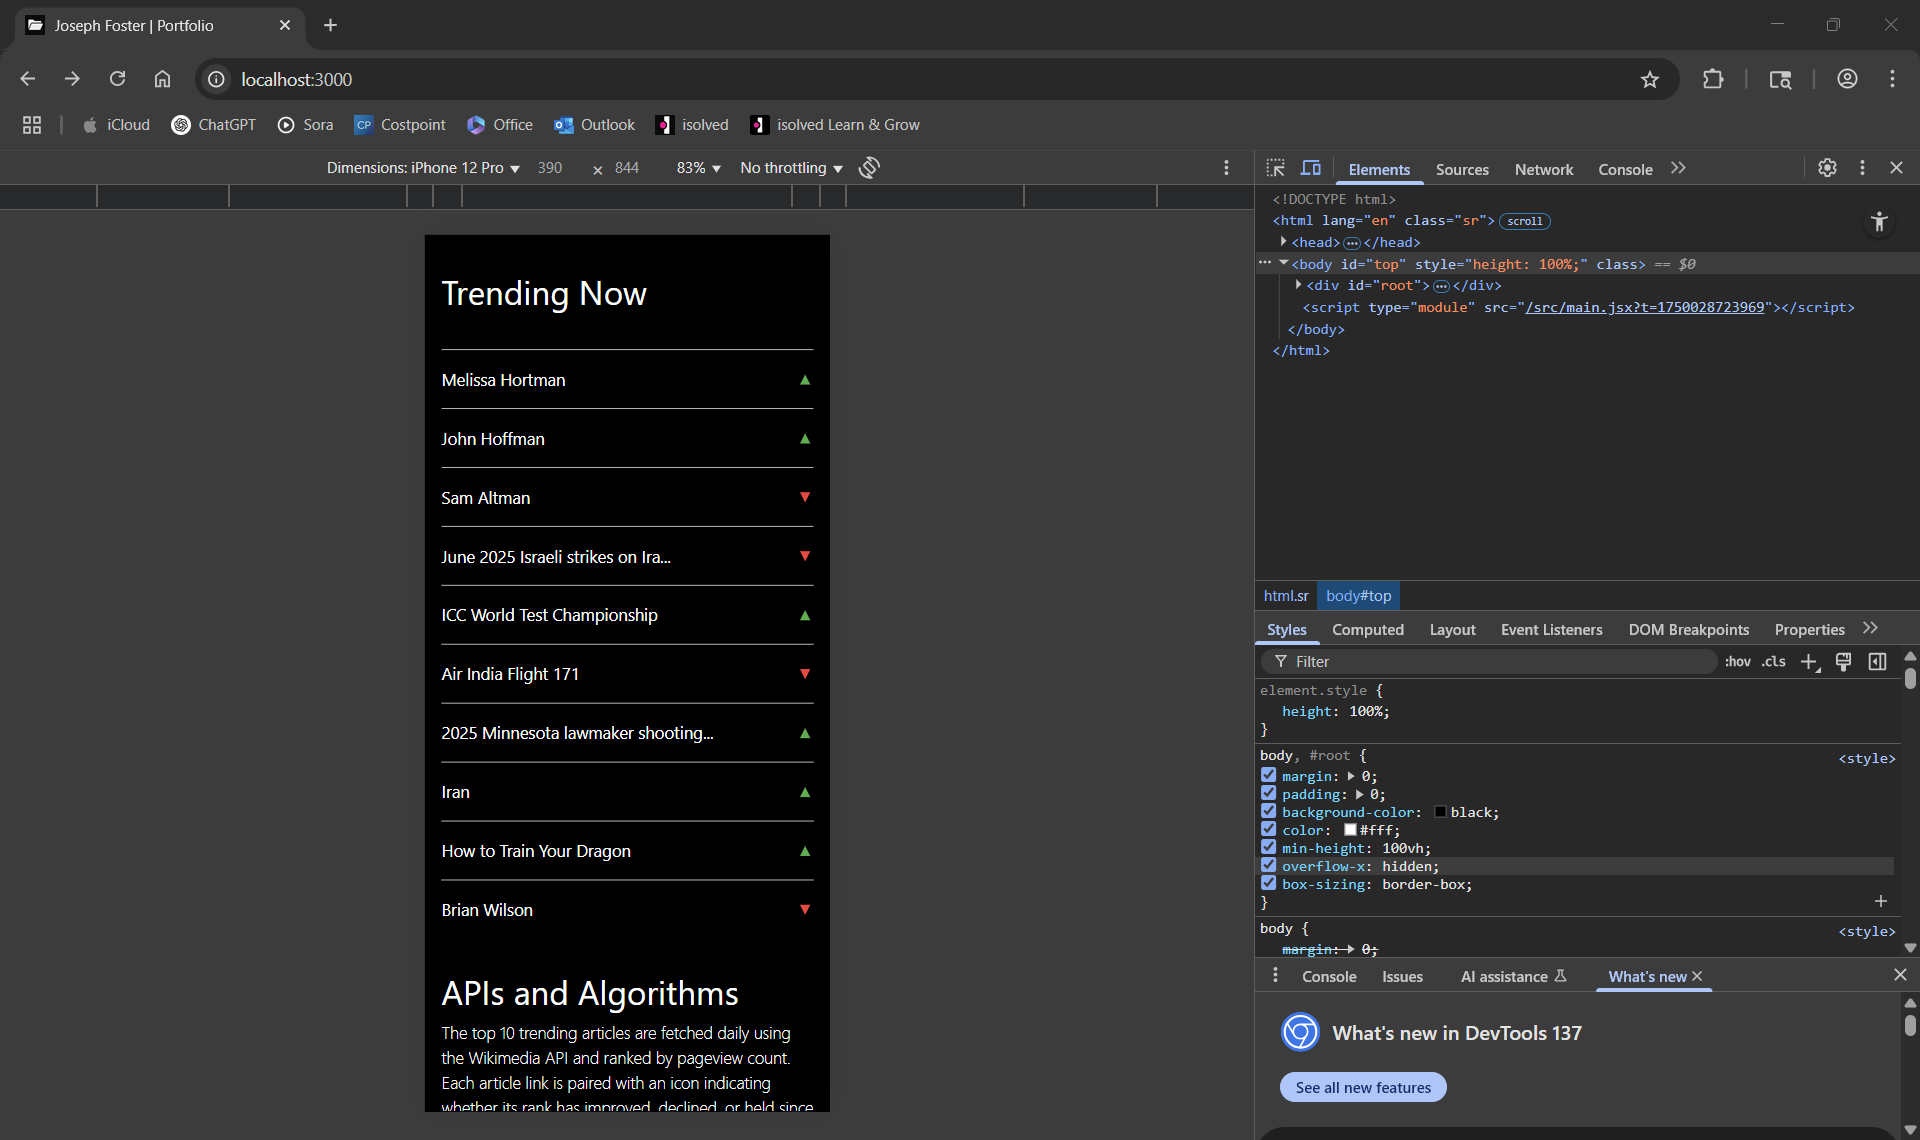 Joseph Foster | Portfolio
localhost:3000
iCloud
ChatGPT
Sora
CP Costpoint
Office
Outlook
isolved
isolved Learn & Grow
Dimensions: iPhone 12 Pro 390 × 844 83% No throttling
Trending Now
Melissa Hortman ▲
John Hoffman ▲
Sam Altman ▼
June 2025 Israeli strikes on Ira... ▼
ICC World Test Championship ▲
Air India Flight 171 ▼
2025 Minnesota lawmaker shooting... ▲
Iran ▲
How to Train Your Dragon ▲
Brian Wilson ▼
APIs and Algorithms
The top 10 trending articles are fetched daily using
the Wikimedia API and ranked by pageview count.
Each article link is paired with an icon indicating
whether its rank has improved, declined, or held since
Elements Sources Network Console
<!DOCTYPE html>
<html lang="en" class="sr"> scroll
<head> ⋯ </head>
<body id="top" style="height: 100%;" class> == $0
<div id="root"> ⋯ </div>
<script type="module" src="/src/main.jsx?t=1750028723969"></script>
</body>
</html>
html.sr body#top
Styles Computed Layout Event Listeners DOM Breakpoints Properties
Filter :hov .cls
element.style {
height: 100%;
}
body, #root { <style>
margin: 0;
padding: 0;
background-color: black;
color: #fff;
min-height: 100vh;
overflow-x: hidden;
box-sizing: border-box;
}
body { <style>
margin: 0;
Console Issues AI assistance What's new
What's new in DevTools 137
See all new features